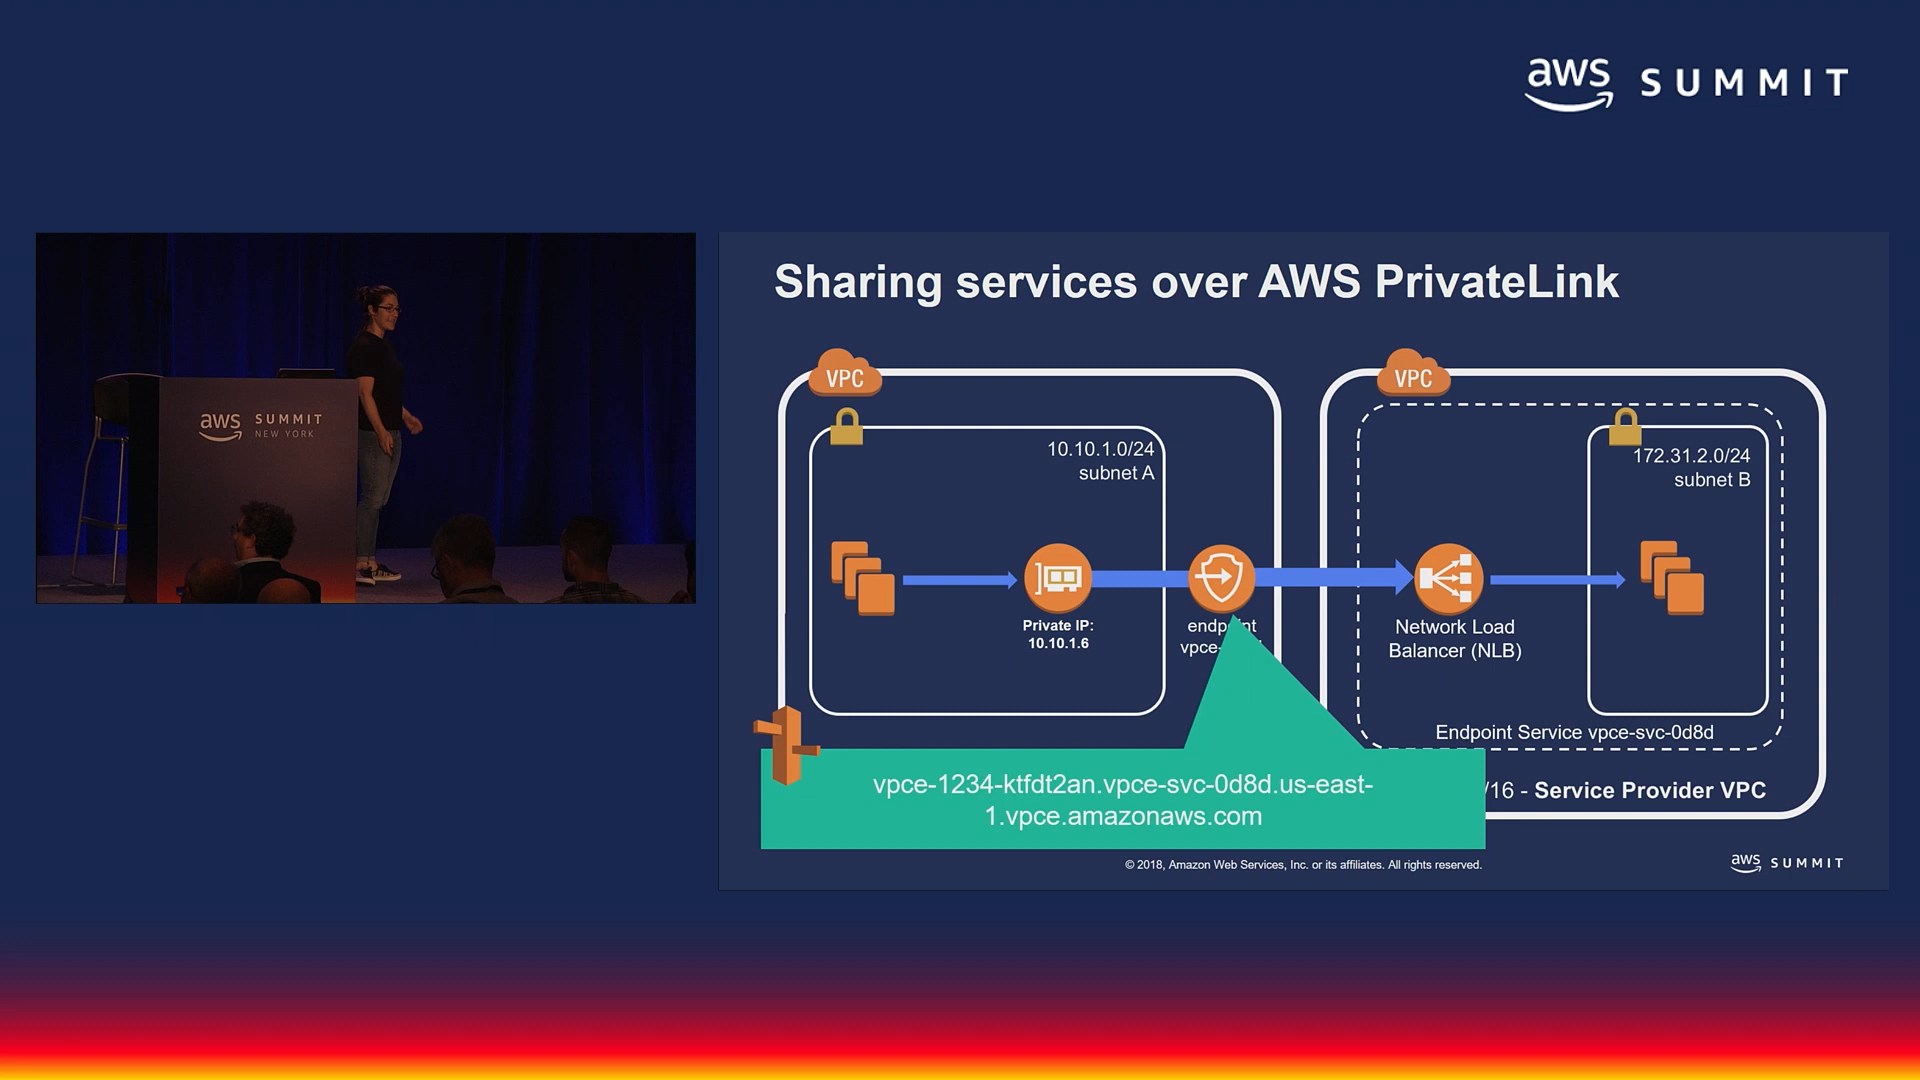 aws SUMMIT
aws SUMMIT
NEW YORK
Sharing services over AWS PrivateLink
VPC
VPC
10.10.1.0/24
subnet A
172.31.2.0/24
subnet B
Private IP:
10.10.1.6
endpoint
vpce-
Network Load
Balancer (NLB)
Endpoint Service vpce-svc-0d8d
vpce-1234-ktfdt2an.vpce-svc-0d8d.us-east-
1.vpce.amazonaws.com
/16 - Service Provider VPC
© 2018, Amazon Web Services, Inc. or its affiliates. All rights reserved.
aws SUMMIT